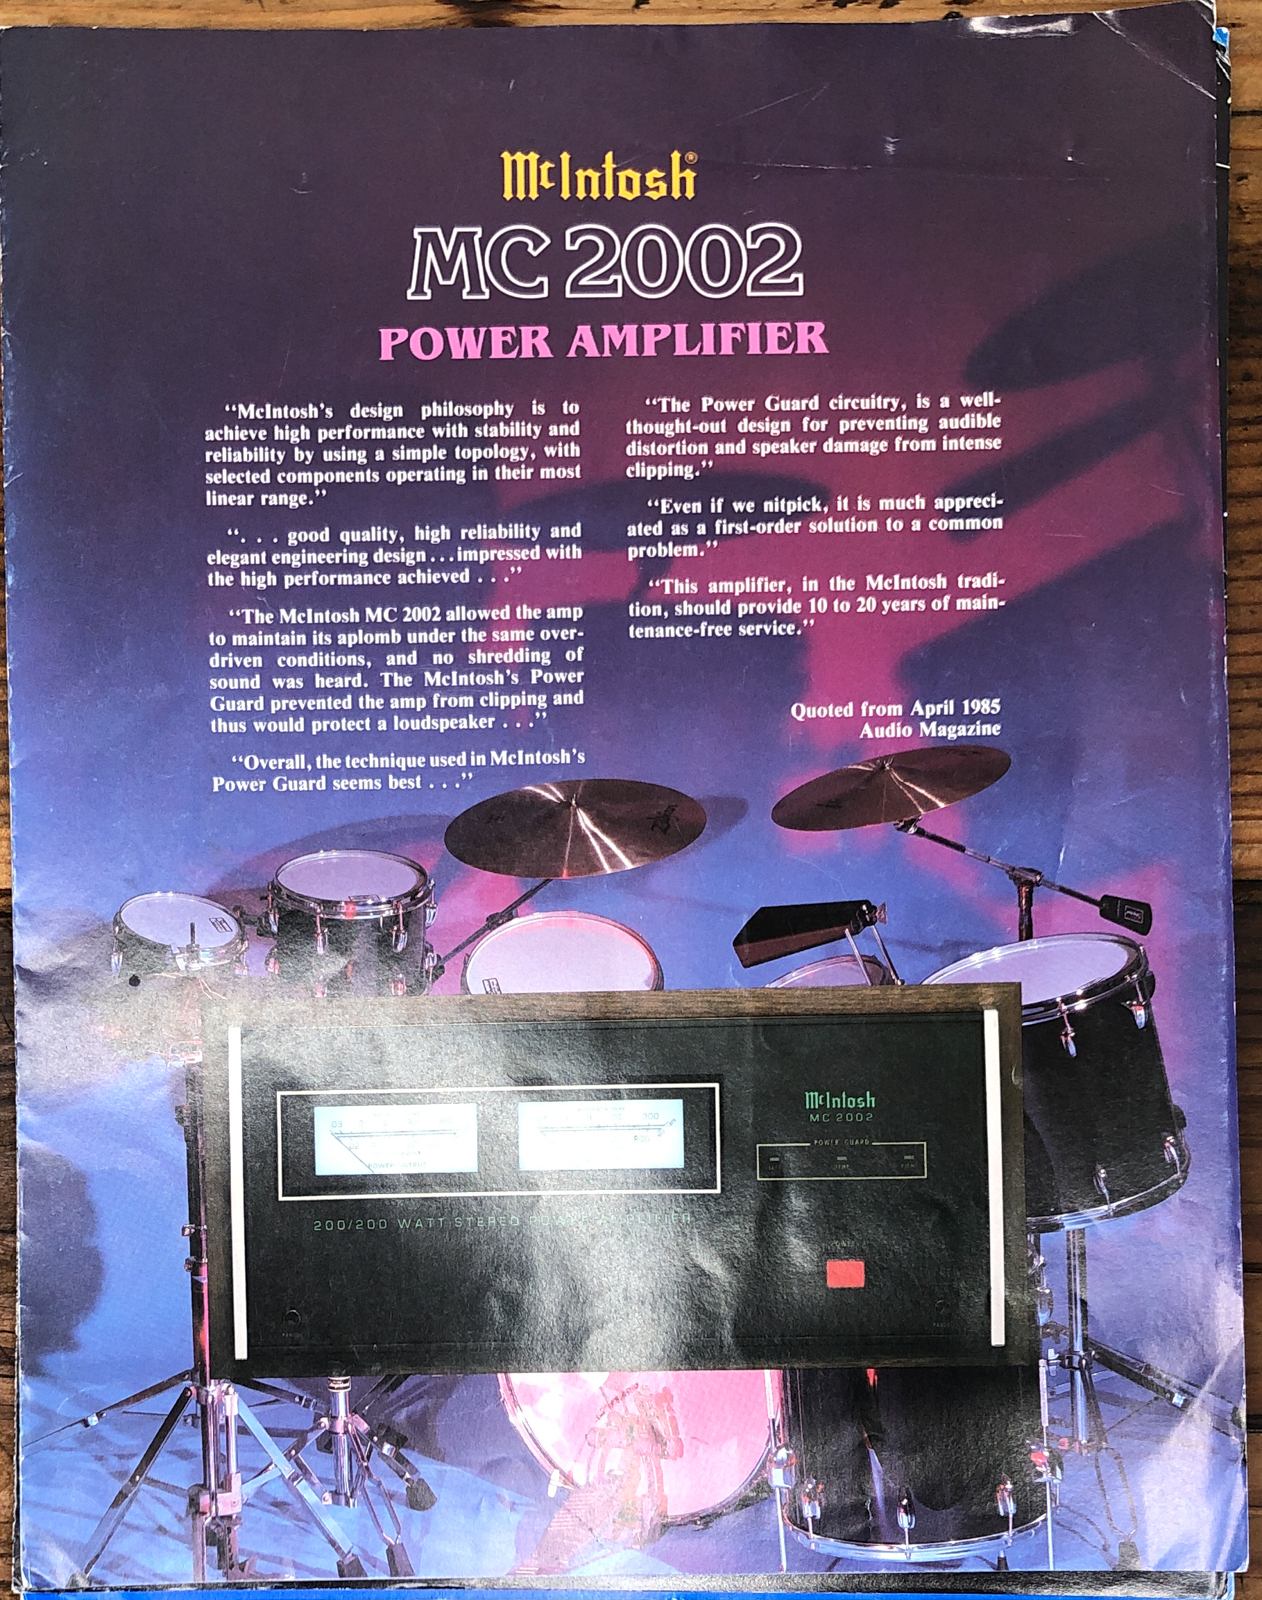 McIntosh®
MC 2002
POWER AMPLIFIER
“McIntosh’s design philosophy is to
achieve high performance with stability and
reliability by using a simple topology, with
selected components operating in their most
linear range.”
“. . . good quality, high reliability and
elegant engineering design . . . impressed with
the high performance achieved . . .”
“The McIntosh MC 2002 allowed the amp
to maintain its aplomb under the same over-
driven conditions, and no shredding of
sound was heard. The McIntosh’s Power
Guard prevented the amp from clipping and
thus would protect a loudspeaker . . .”
“Overall, the technique used in McIntosh’s
Power Guard seems best . . .”
“The Power Guard circuitry, is a well-
thought-out design for preventing audible
distortion and speaker damage from intense
clipping.”
“Even if we nitpick, it is much appreci-
ated as a first-order solution to a common
problem.”
“This amplifier, in the McIntosh tradi-
tion, should provide 10 to 20 years of main-
tenance-free service.”
Quoted from April 1985
Audio Magazine
Zildjian
McIntosh
MC 2002
POWER GUARD
POWER OUTPUT
200/200 WATT STEREO POWER AMPLIFIER